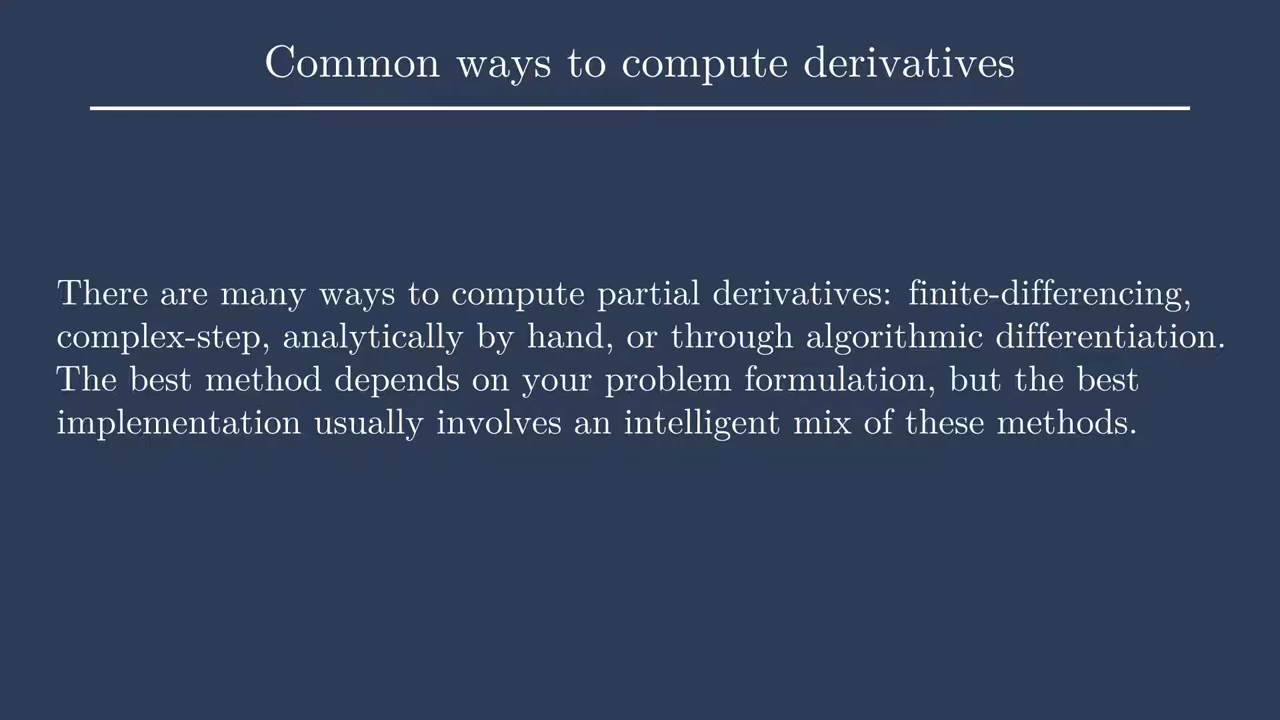 Common ways to compute derivatives
There are many ways to compute partial derivatives: finite-differencing,
complex-step, analytically by hand, or through algorithmic differentiation.
The best method depends on your problem formulation, but the best
implementation usually involves an intelligent mix of these methods.